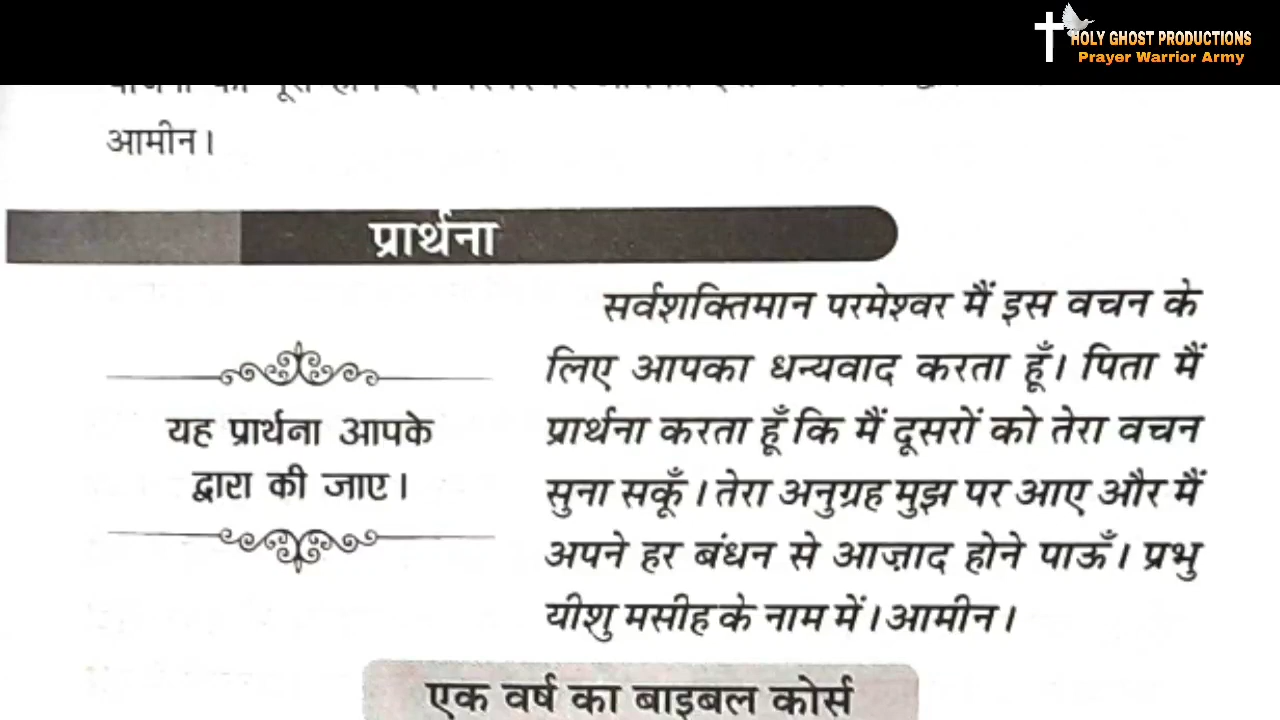 HOLY GHOST PRODUCTIONS
Prayer Warrior Army
आमीन।
प्रार्थना
यह प्रार्थना आपके
द्वारा की जाए।
सर्वशक्तिमान परमेश्वर मैं इस वचन के
लिए आपका धन्यवाद करता हूँ। पिता मैं
प्रार्थना करता हूँ कि मैं दूसरों को तेरा वचन
सुना सकूँ। तेरा अनुग्रह मुझ पर आए और मैं
अपने हर बंधन से आज़ाद होने पाऊँ। प्रभु
यीशु मसीह के नाम में। आमीन।
एक वर्ष का बाइबल कोर्स